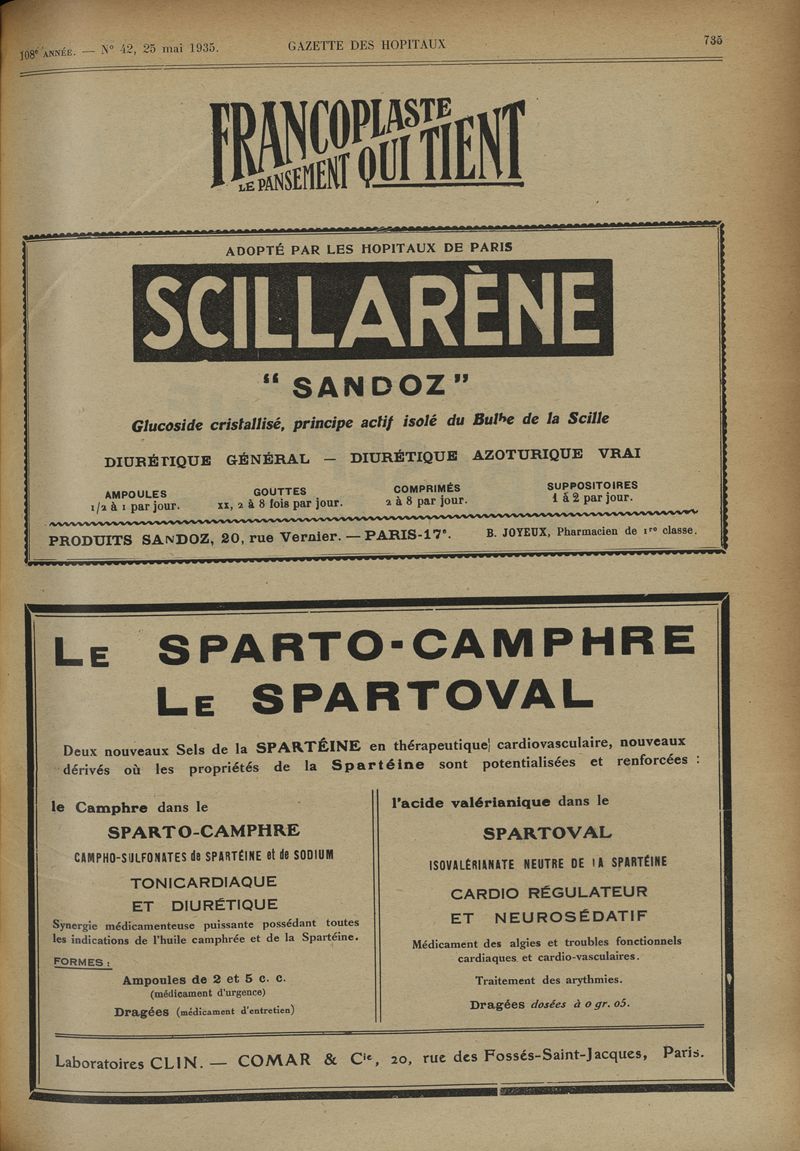 108e ANNÉE. — N° 42, 25 mai 1935. GAZETTE DES HOPITAUX 735
FRANCOPLASTE
LE PANSEMENT QUI TIENT
ADOPTÉ PAR LES HOPITAUX DE PARIS
SCILLARÈNE
“ SANDOZ ”
Glucoside cristallisé, principe actif isolé du Bulbe de la Scille
DIURÉTIQUE GÉNÉRAL — DIURÉTIQUE AZOTURIQUE VRAI
AMPOULES GOUTTES COMPRIMÉS SUPPOSITOIRES
1/2 à 1 par jour. XX, 2 à 8 fois par jour. 2 à 8 par jour. 1 à 2 par jour.
PRODUITS SANDOZ, 20, rue Vernier. — PARIS-17e. B. JOYEUX, Pharmacien de 1re classe.
LE SPARTO-CAMPHRE
LE SPARTOVAL
Deux nouveaux Sels de la SPARTÉINE en thérapeutique cardiovasculaire, nouveaux
dérivés où les propriétés de la Spartéine sont potentialisées et renforcées :
le Camphre dans le
SPARTO-CAMPHRE
CAMPHO-SULFONATES de SPARTÉINE et de SODIUM
TONICARDIAQUE
ET DIURÉTIQUE
Synergie médicamenteuse puissante possédant toutes
les indications de l'huile camphrée et de la Spartéine.
FORMES :
Ampoules de 2 et 5 c. c.
(médicament d'urgence)
Dragées (médicament d'entretien)
l'acide valérianique dans le
SPARTOVAL
ISOVALÉRIANATE NEUTRE DE LA SPARTÉINE
CARDIO RÉGULATEUR
ET NEUROSÉDATIF
Médicament des algies et troubles fonctionnels
cardiaques et cardio-vasculaires.
Traitement des arythmies.
Dragées dosées à 0 gr. 05.
Laboratoires CLIN. — COMAR & Cie, 20, rue des Fossés-Saint-Jacques, Paris.